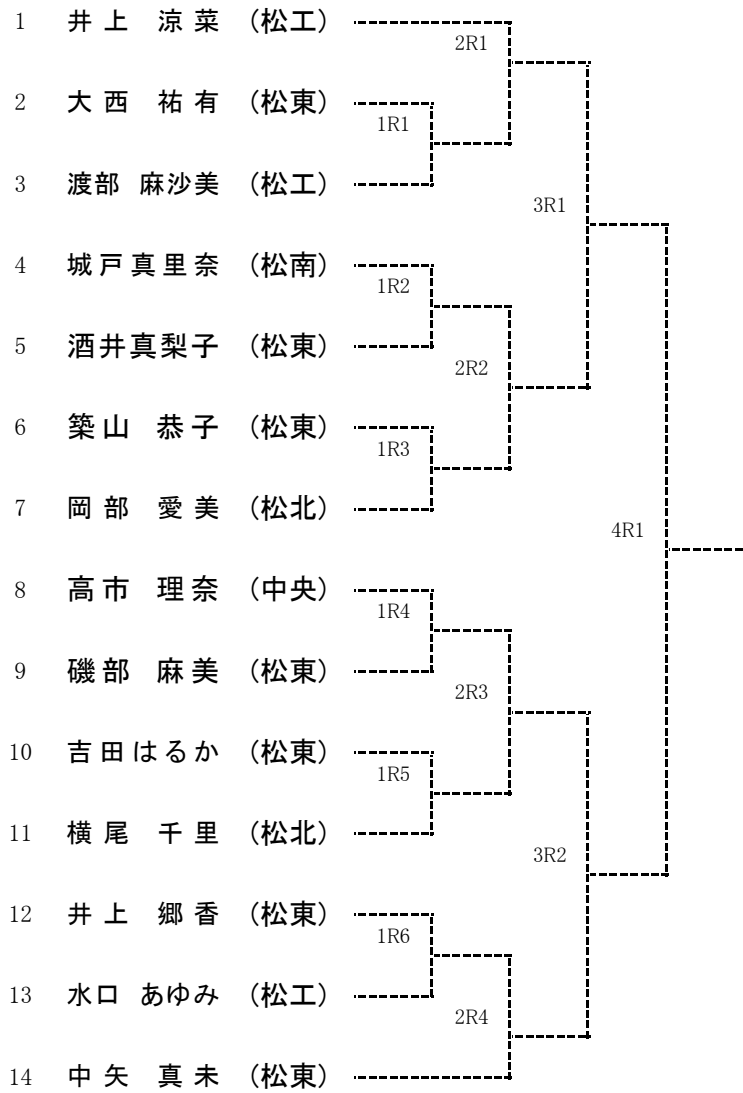 1 井上 涼菜 (松工)
2R1
2 大西 祐有 (松東)
1R1
3 渡部 麻沙美 (松工)
3R1
4 城戸真里奈 (松南)
1R2
5 酒井真梨子 (松東)
2R2
6 築山 恭子 (松東)
1R3
7 岡部 愛美 (松北)
4R1
8 高市 理奈 (中央)
1R4
9 磯部 麻美 (松東)
2R3
10 吉田はるか (松東)
1R5
11 横尾 千里 (松北)
3R2
12 井上 郷香 (松東)
1R6
13 水口 あゆみ (松工)
2R4
14 中矢 真未 (松東)